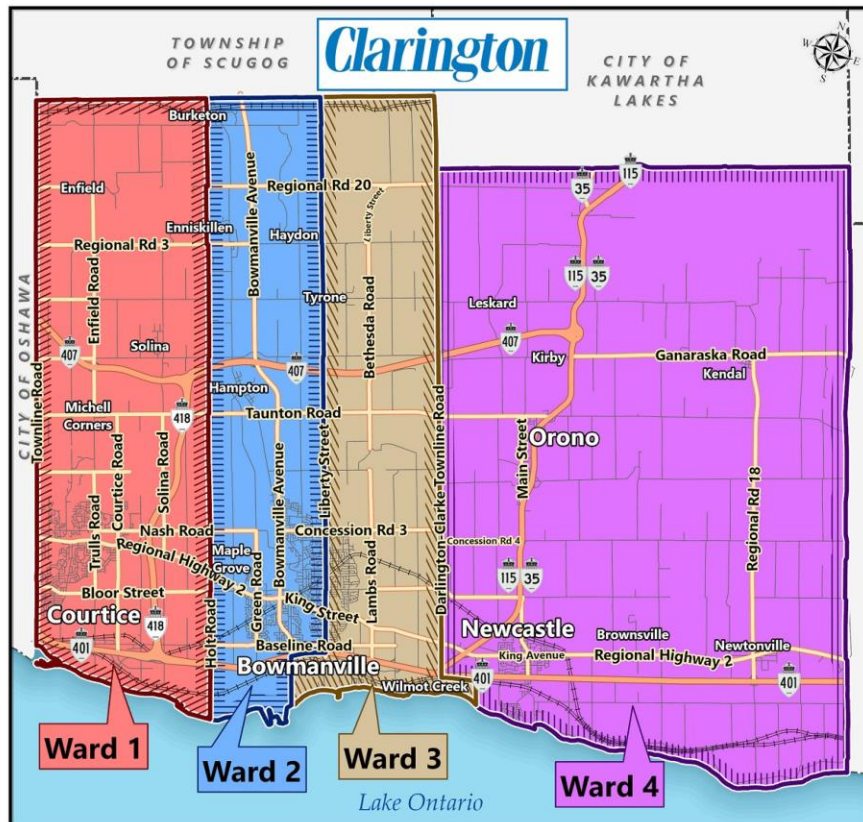 TOWNSHIP
OF SCUGOG
Clarington
CITY OF
KAWARTHA
LAKES
N
W
E
S
Burketon
115
35
Enfield
Regional Rd 20
Liberty Street
Enniskillen
Haydon
Regional Rd 3
Bowmanville Avenue
115
35
Tyrone
Leskard
Enfield Road
Bethesda Road
CITY OF OSHAWA
407
Solina
407
407
Kirby
Ganaraska Road
Kendal
Townline Road
Hampton
Michell
Corners
418
Taunton Road
Orono
Main Street
Courtice Road
Solina Road
Liberty Street
Darlington-Clarke Townline Road
Regional Rd 18
Trulls Road
Nash Road
Concession Rd 3
Concession Rd 4
Regional Highway 2
Maple
Grove
Bowmanville Avenue
Green Road
Lambs Road
115
35
Bloor Street
King Street
Courtice
418
Holt Road
Newcastle
Brownsville
Newtonville
401
Baseline Road
King Avenue
Regional Highway 2
Bowmanville
Wilmot Creek
401
401
Ward 1
Ward 2
Ward 3
Ward 4
Lake Ontario